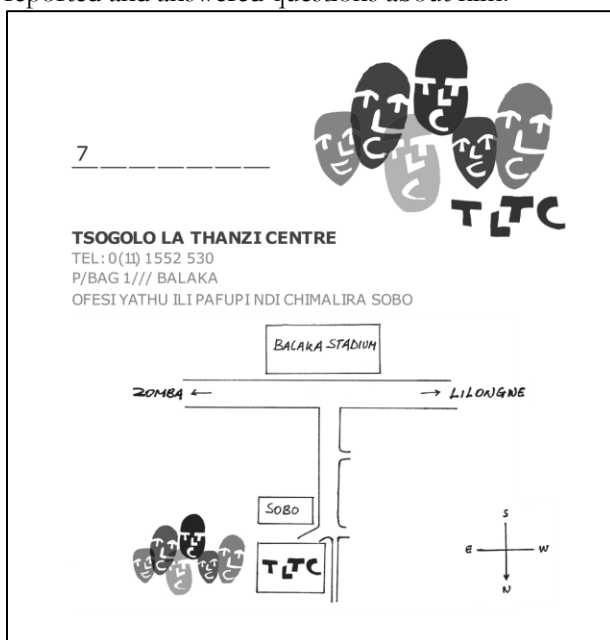 reported and answered questions about him.
7
TLTC
TSOGOLO LA THANZI CENTRE
TEL: 0(11) 1552 530
P/BAG 1/// BALAKA
OFESI YATHU ILI PAFUPI NDI CHIMALIRA SOBO
BALAKA STADIUM
ZOMBA ← → LILONGWE
SOBO
TLTC
S
E W
N